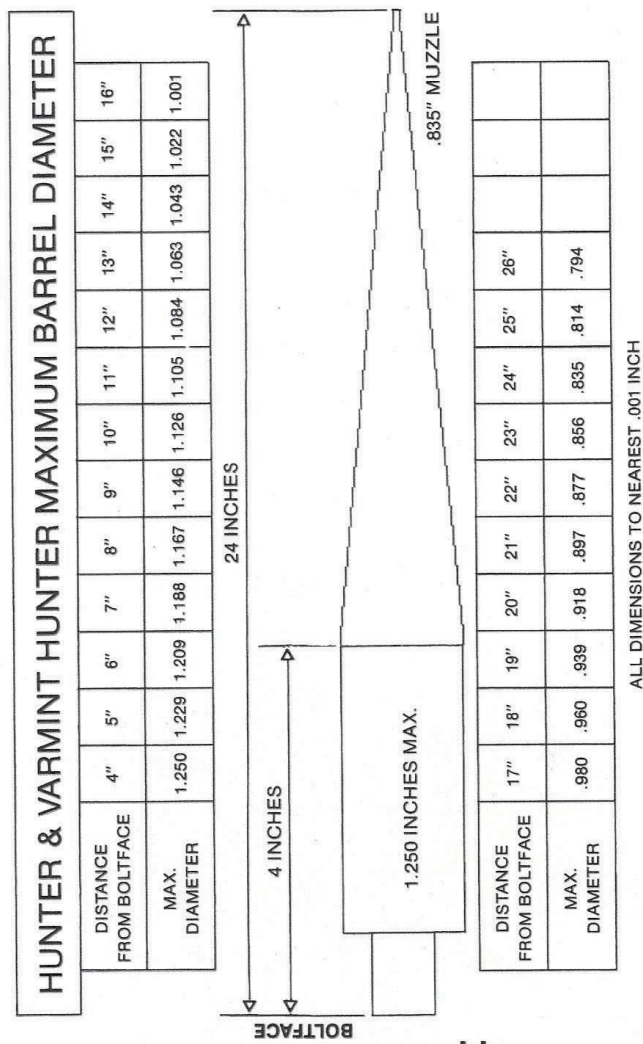 HUNTER & VARMINT HUNTER MAXIMUM BARREL DIAMETER
DISTANCE FROM BOLTFACE 4" 5" 6" 7" 8" 9" 10" 11" 12" 13" 14" 15" 16"
MAX. DIAMETER 1.250 1.229 1.209 1.188 1.167 1.146 1.126 1.105 1.084 1.063 1.043 1.022 1.001
24 INCHES
4 INCHES
BOLTFACE
1.250 INCHES MAX.
.835" MUZZLE
DISTANCE FROM BOLTFACE 17" 18" 19" 20" 21" 22" 23" 24" 25" 26"
MAX. DIAMETER .980 .960 .939 .918 .897 .877 .856 .835 .814 .794
ALL DIMENSIONS TO NEAREST .001 INCH